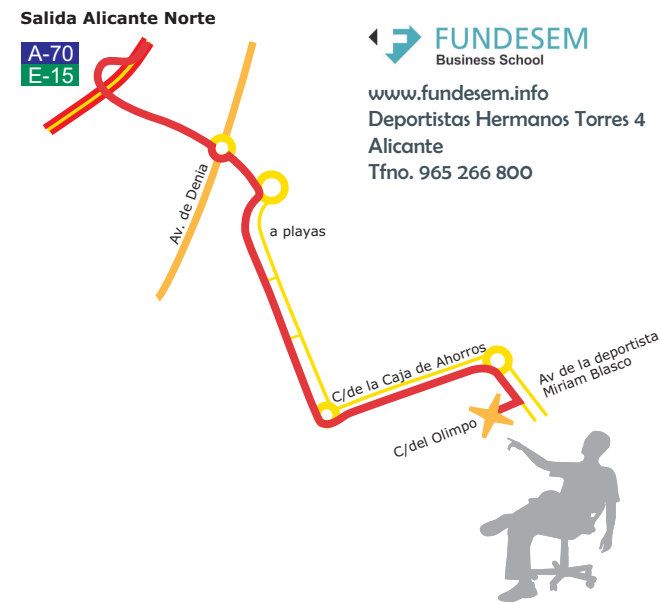 Salida Alicante Norte
A-70
E-15
FUNDESEM
Business School
www.fundesem.info
Deportistas Hermanos Torres 4
Alicante
Tfno. 965 266 800
Av. de Denia
a playas
C/de la Caja de Ahorros
Av de la deportista
Miriam Blasco
C/del Olimpo